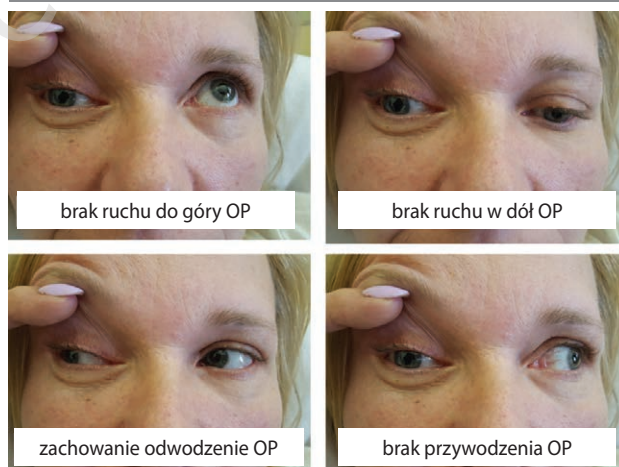 brak ruchu do góry OP
brak ruchu w dół OP
zachowanie odwodzenie OP
brak przywodzenia OP